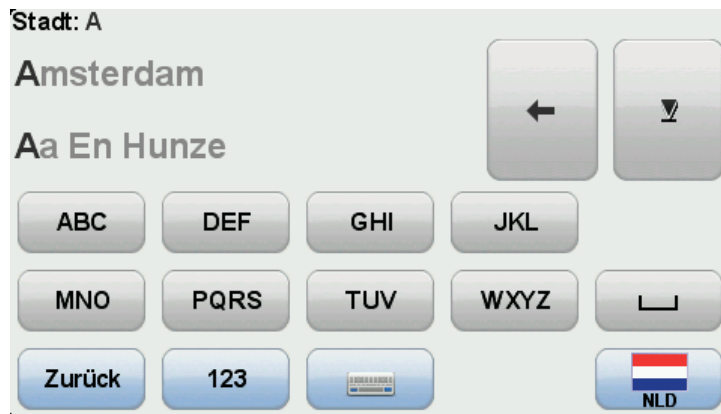 Stadt: A
Amsterdam
Aa En Hunze
ABC DEF GHI JKL
MNO PQRS TUV WXYZ
Zurück 123 NLD